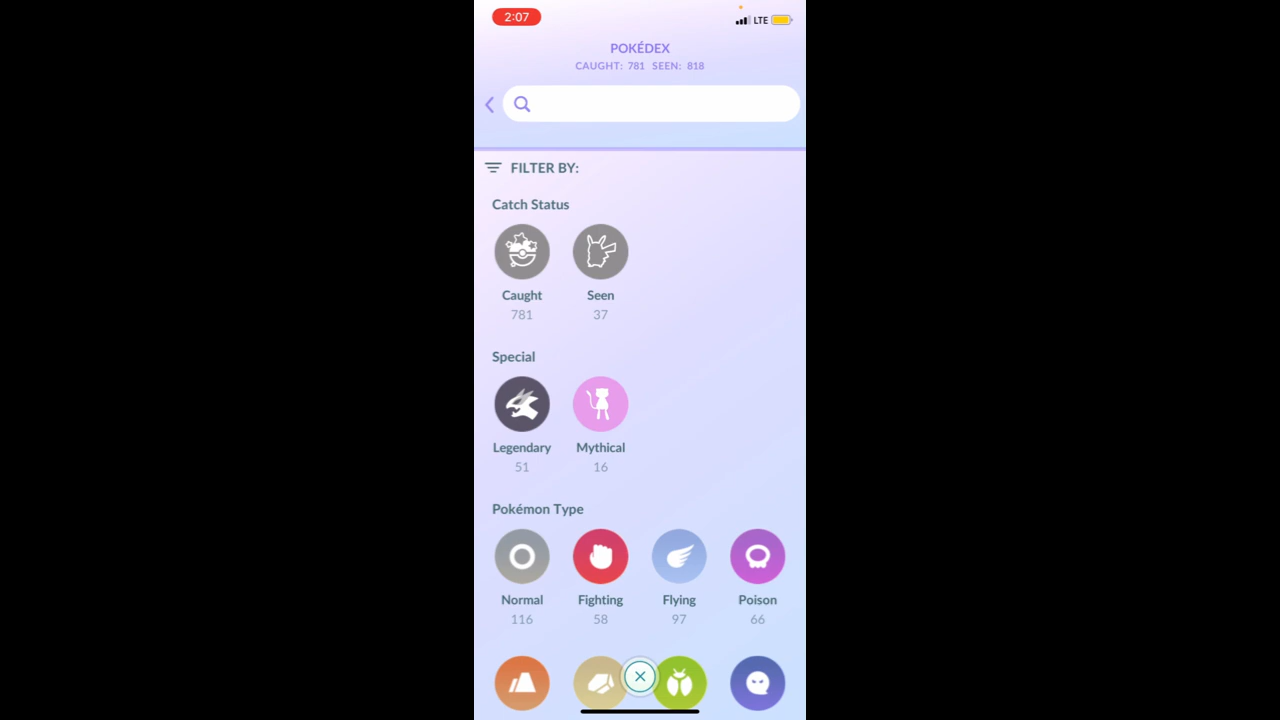 2:07
LTE
POKÉDEX
CAUGHT: 781 SEEN: 818
FILTER BY:
Catch Status
Caught Seen
781 37
Special
Legendary Mythical
51 16
Pokémon Type
Normal Fighting Flying Poison
116 58 97 66